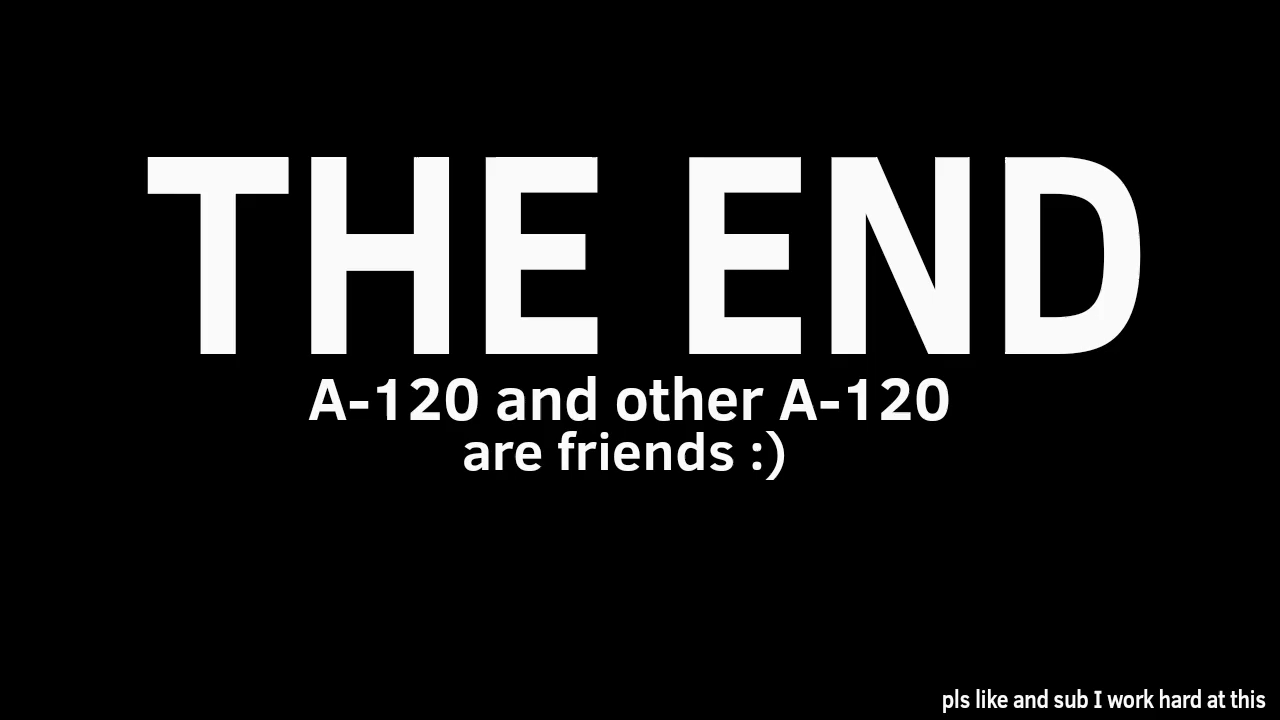 THE END
A-120 and other A-120
are friends :)
pls like and sub I work hard at this